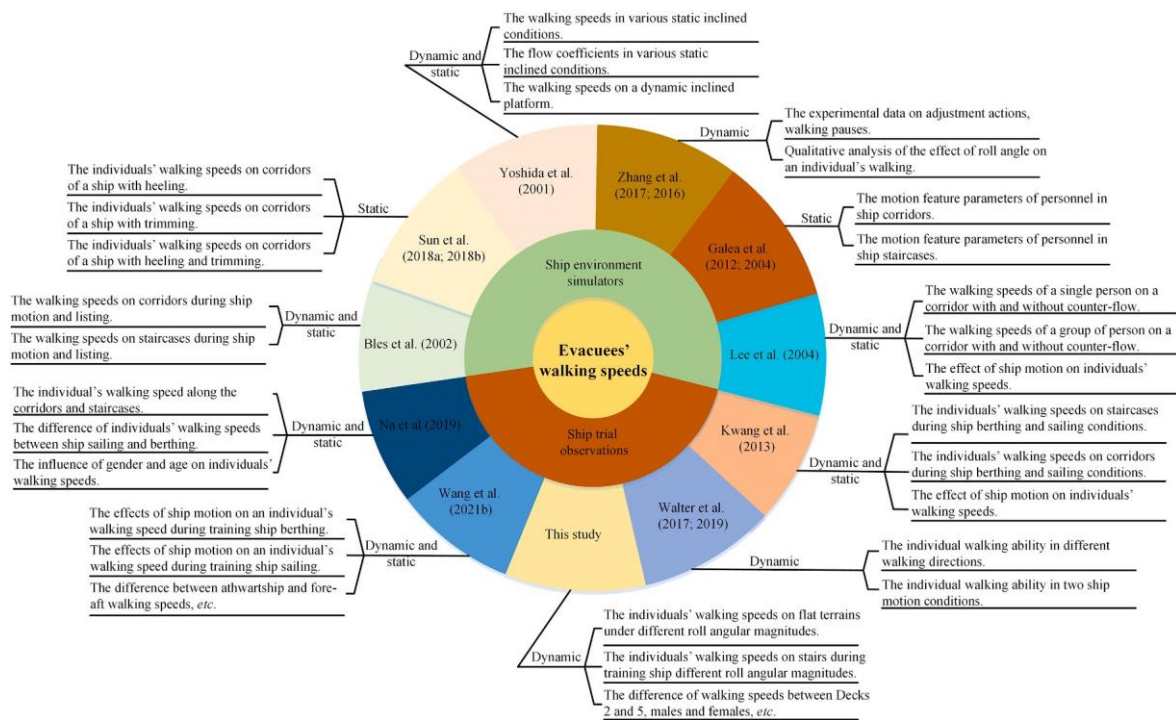 The walking speeds in various static inclined
conditions.
Dynamic and
static
The flow coefficients in various static
inclined conditions.
The walking speeds on a dynamic inclined
platform.
Dynamic
The experimental data on adjustment actions,
walking pauses.
Qualitative analysis of the effect of roll angle on
an individual's walking.
The individuals' walking speeds on corridors
of a ship with heeling.
The individuals' walking speeds on corridors
of a ship with trimming.
The individuals' walking speeds on corridors
of a ship with heeling and trimming.
Static
Yoshida et al.
(2001)
Zhang et al.
(2017; 2016)
Sun et al.
(2018a; 2018b)
Ship environment
simulators
Galea et al.
(2012; 2004)
Static
The motion feature parameters of personnel in
ship corridors.
The motion feature parameters of personnel in
ship staircases.
The walking speeds on corridors during ship
motion and listing.
The walking speeds on staircases during ship
motion and listing.
Dynamic and
static
Bles et al. (2002)
Evacuees'
walking speeds
Lee et al. (2004)
Dynamic and
static
The walking speeds of a single person on a
corridor with and without counter-flow.
The walking speeds of a group of person on a
corridor with and without counter-flow.
The effect of ship motion on individuals'
walking speeds.
The individual's walking speed along the
corridors and staircases.
The difference of individuals' walking speeds
between ship sailing and berthing.
The influence of gender and age on individuals'
walking speeds.
Dynamic and
static
Na et al.(2019)
Ship trial
observations
Kwang et al.
(2013)
Dynamic and
static
The individuals' walking speeds on staircases
during ship berthing and sailing conditions.
The individuals' walking speeds on corridors
during ship berthing and sailing conditions.
The effect of ship motion on individuals'
walking speeds.
The effects of ship motion on an individual's
walking speed during training ship berthing.
The effects of ship motion on an individual's
walking speed during training ship sailing.
The difference between athwartship and fore-
aft walking speeds, etc.
Dynamic and
static
Wang et al.
(2021b)
This study
Walter et al.
(2017; 2019)
Dynamic
The individual walking ability in different
walking directions.
The individual walking ability in two ship
motion conditions.
Dynamic
The individuals' walking speeds on flat terrains
under different roll angular magnitudes.
The individuals' walking speeds on stairs during
training ship different roll angular magnitudes.
The difference of walking speeds between Decks
2 and 5, males and females, etc.